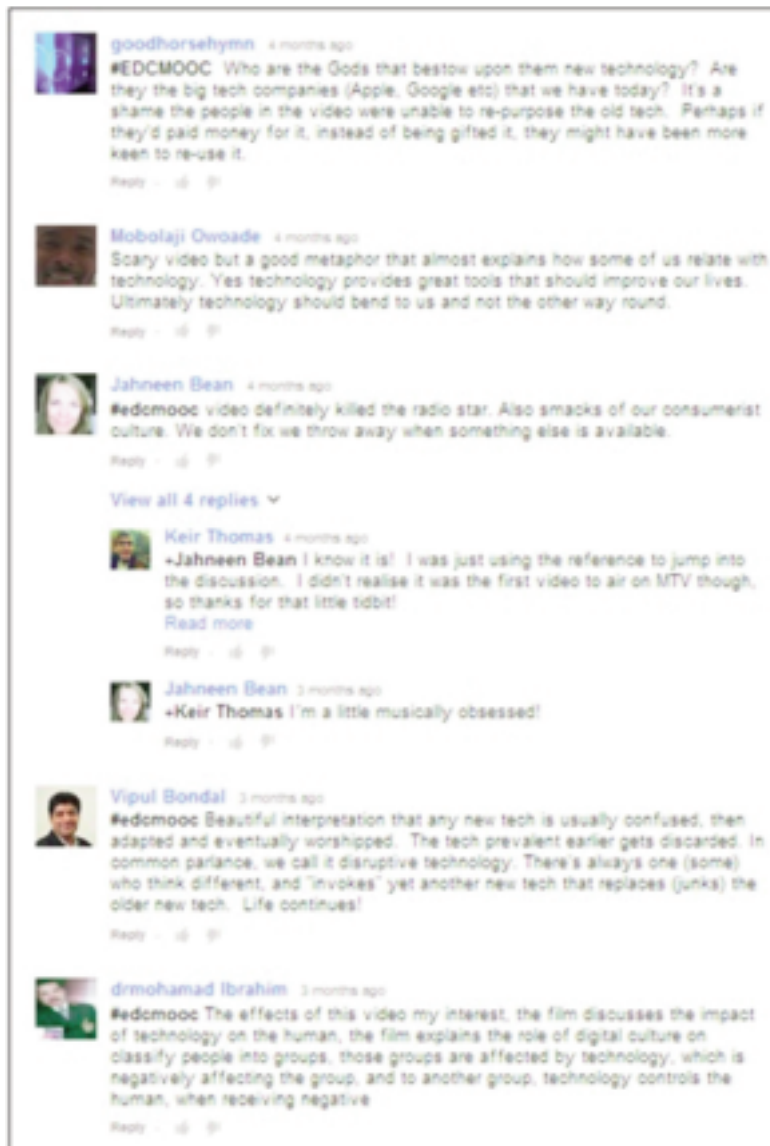 goodhorsehymn 4 months ago
#EDCMOOC Who are the Gods that bestow upon them new technology? Are
they the big tech companies (Apple, Google etc) that we have today? It's a
shame the people in the video were unable to re-purpose the old tech. Perhaps if
they'd paid money for it, instead of being gifted it, they might have been more
keen to re-use it.
Reply ·
Mobolaji Owoade 4 months ago
Scary video but a good metaphor that almost explains how some of us relate with
technology. Yes technology provides great tools that should improve our lives.
Ultimately technology should bend to us and not the other way round.
Reply ·
Jahneen Bean 4 months ago
#edcmooc video definitely killed the radio star. Also smacks of our consumerist
culture. We don't fix we throw away when something else is available.
Reply ·
View all 4 replies
Keir Thomas 4 months ago
+Jahneen Bean I know it is! I was just using the reference to jump into
the discussion. I didn't realise it was the first video to air on MTV though,
so thanks for that little tidbit!
Read more
Reply ·
Jahneen Bean 3 months ago
+Keir Thomas I'm a little musically obsessed!
Reply ·
Vipul Bondal 3 months ago
#edcmooc Beautiful interpretation that any new tech is usually confused, then
adapted and eventually worshipped. The tech prevalent earlier gets discarded. In
common parlance, we call it disruptive technology. There's always one (some)
who think different, and "invokes" yet another new tech that replaces (junks) the
older new tech. Life continues!
Reply ·
drmohamad Ibrahim 3 months ago
#edcmooc The effects of this video my interest, the film discusses the impact
of technology on the human, the film explains the role of digital culture on
classify people into groups, those groups are affected by technology, which is
negatively affecting the group, and to another group, technology controls the
human, when receiving negative
Reply ·